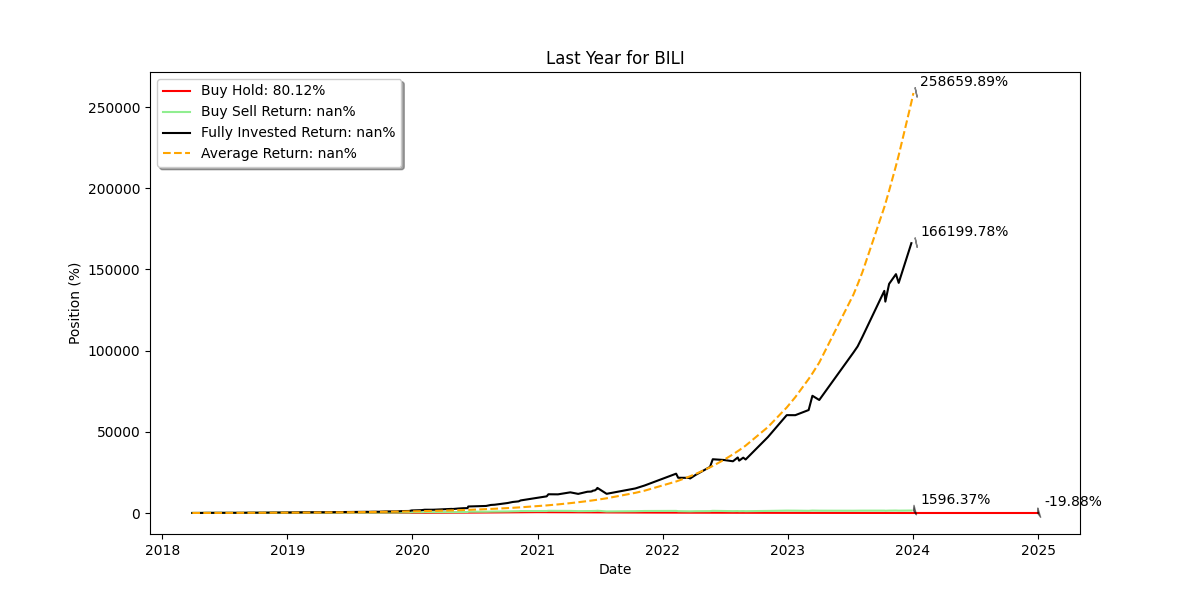 Last Year for BILI
Buy Hold: 80.12%
Buy Sell Return: nan%
Fully Invested Return: nan%
Average Return: nan%
258659.89%
166199.78%
1596.37%
-19.88%
250000
200000
150000
100000
50000
0
Position (%)
2018 2019 2020 2021 2022 2023 2024 2025
Date